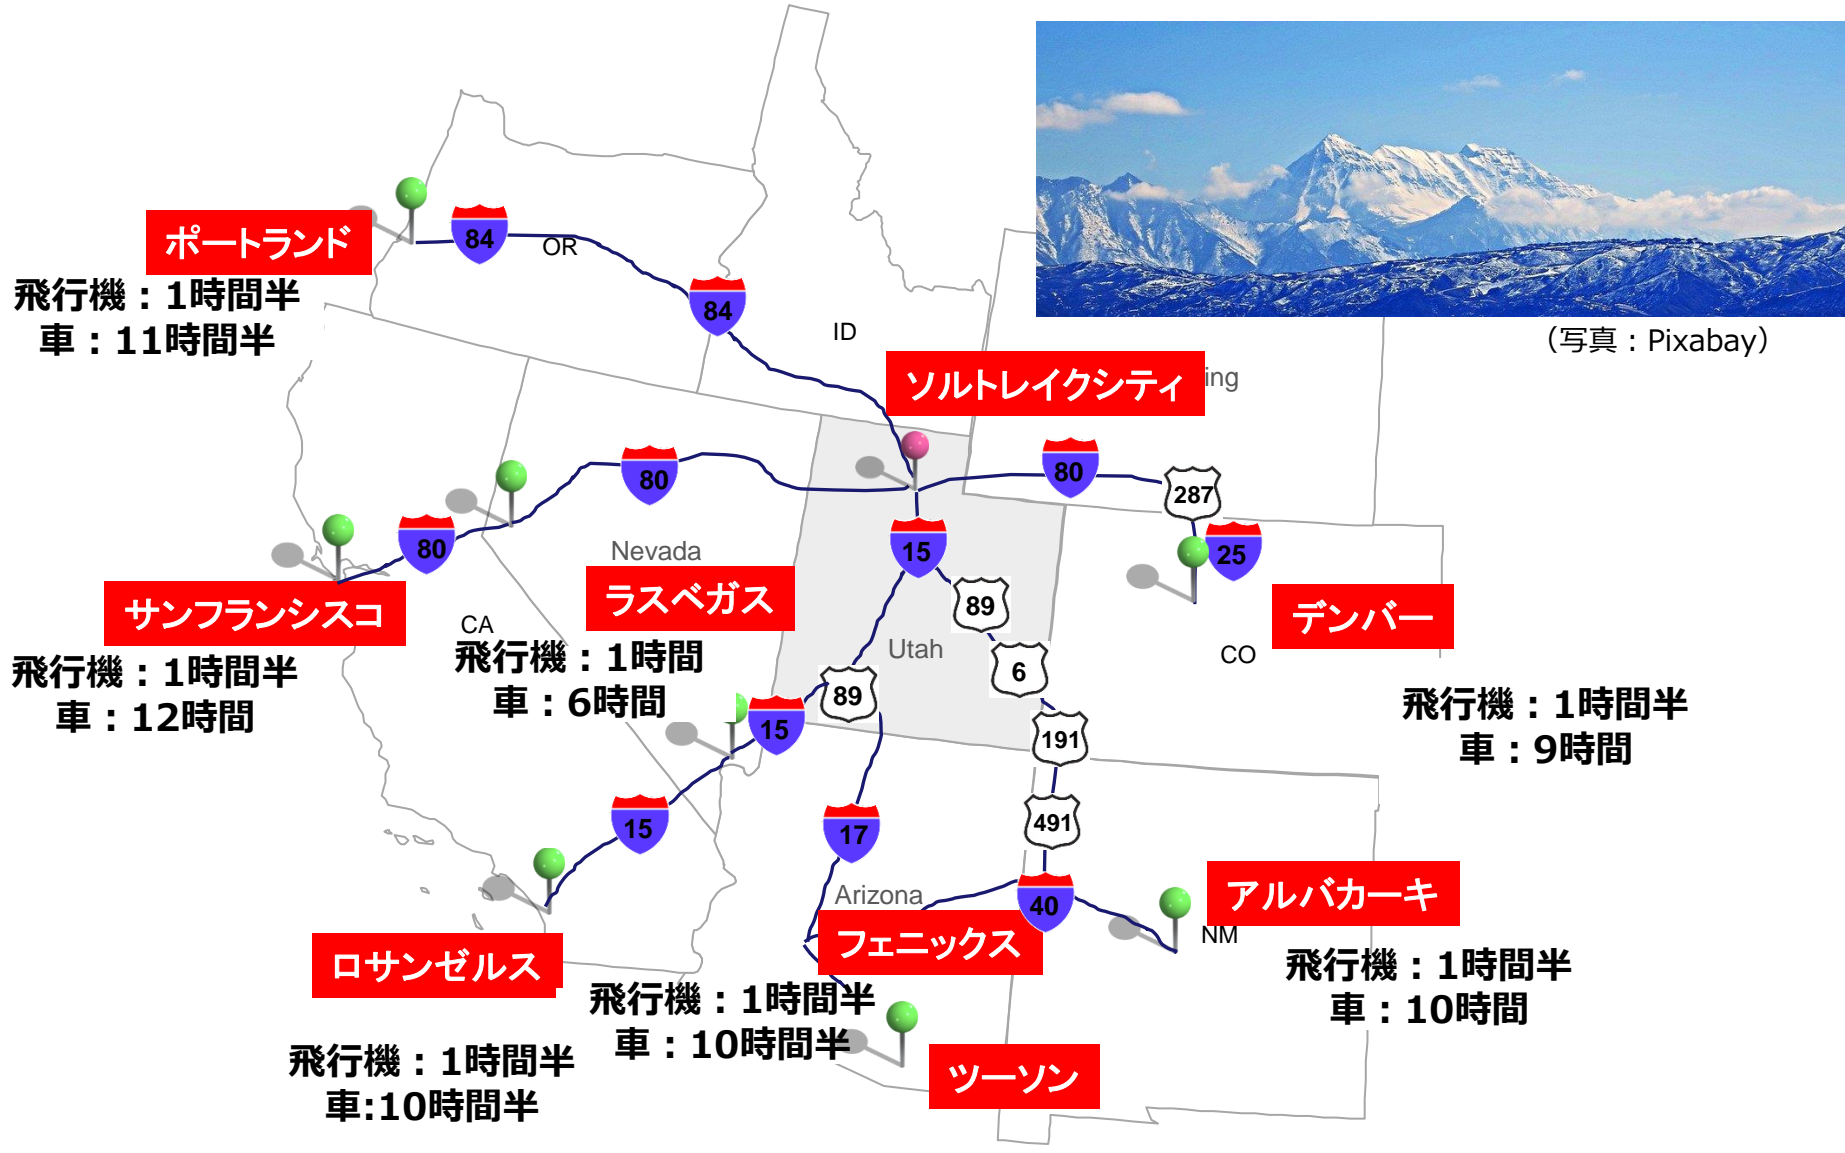 ポートランド
飛行機：1時間半
車：11時間半
84
OR
84
ID
（写真：Pixabay）
ソルトレイクシティ
ing
80
80
80
287
25
15
Nevada
ラスベガス
飛行機：1時間
車：6時間
サンフランシスコ
飛行機：1時間半
車：12時間
CA
89
Utah
6
デンバー
CO
飛行機：1時間半
車：9時間
89
15
191
15
17
491
Arizona
40
アルバカーキ
NM
飛行機：1時間半
車：10時間
フェニックス
飛行機：1時間半
車：10時間半
ロサンゼルス
飛行機：1時間半
車:10時間半
ツーソン